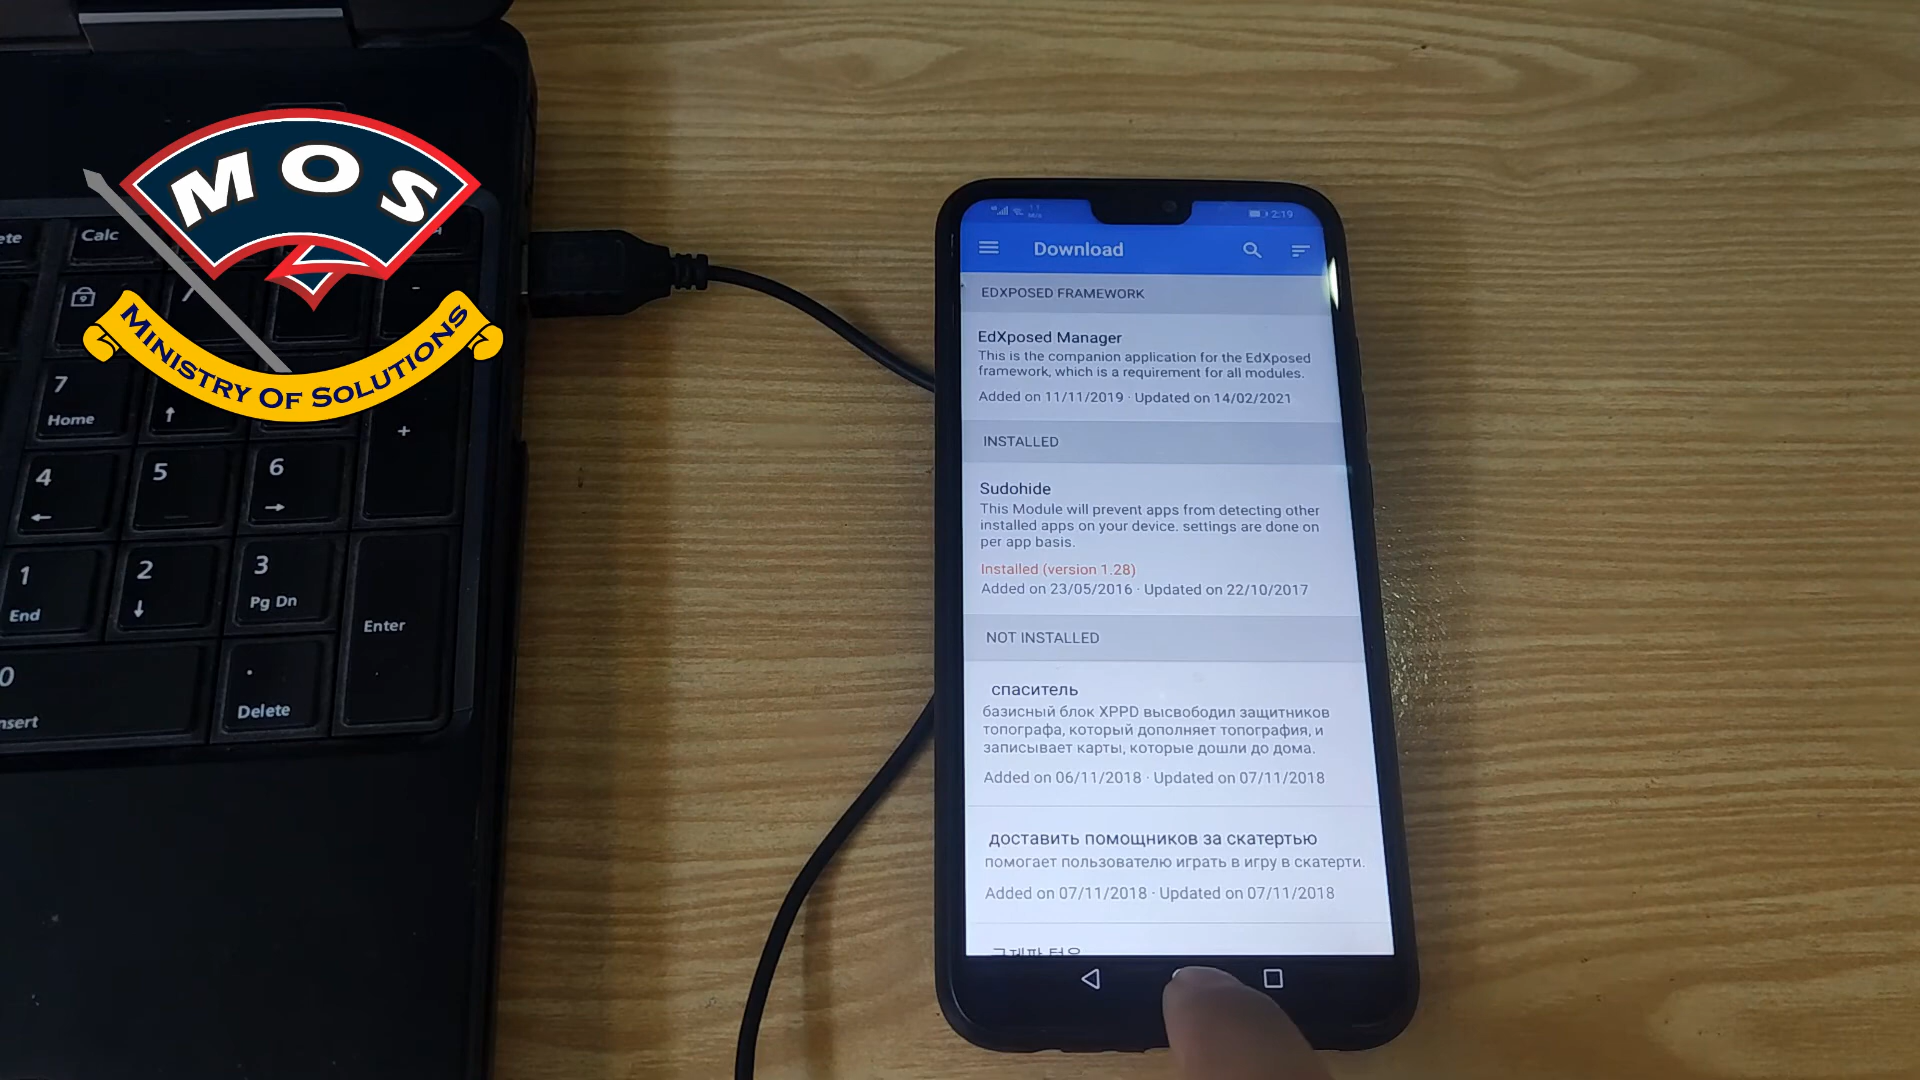 MOS
MINISTRY OF SOLUTIONS
Calc
7
Home
4
5
6
+
1
End
2
3
Pg Dn
Enter
0
.
Delete
2:19
Download
EDXPOSED FRAMEWORK
EdXposed Manager
This is the companion application for the EdXposed
framework, which is a requirement for all modules.
Added on 11/11/2019 · Updated on 14/02/2021
INSTALLED
Sudohide
This Module will prevent apps from detecting other
installed apps on your device. settings are done on
per app basis.
Installed (version 1.28)
Added on 23/05/2016 · Updated on 22/10/2017
NOT INSTALLED
спаситель
базисный блок XPPD высвободил защитников
топографа, который дополняет топография, и
записывает карты, которые дошли до дома.
Added on 06/11/2018 · Updated on 07/11/2018
доставить помощников за скатертью
помогает пользователю играть в игру в скатерти.
Added on 07/11/2018 · Updated on 07/11/2018